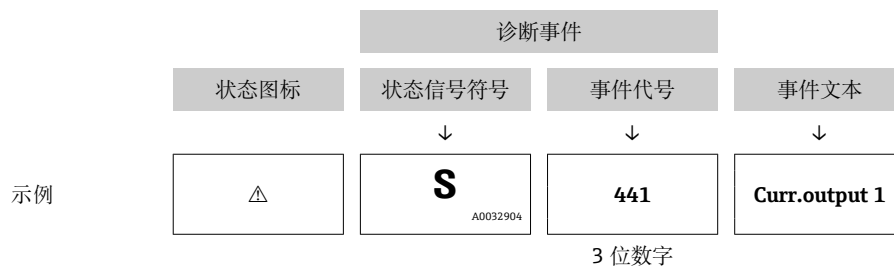 诊断事件
状态图标 状态信号符号 事件代号 事件文本
↓ ↓ ↓
示例 ⚠ S 441 Curr.output 1
A0032904
3 位数字